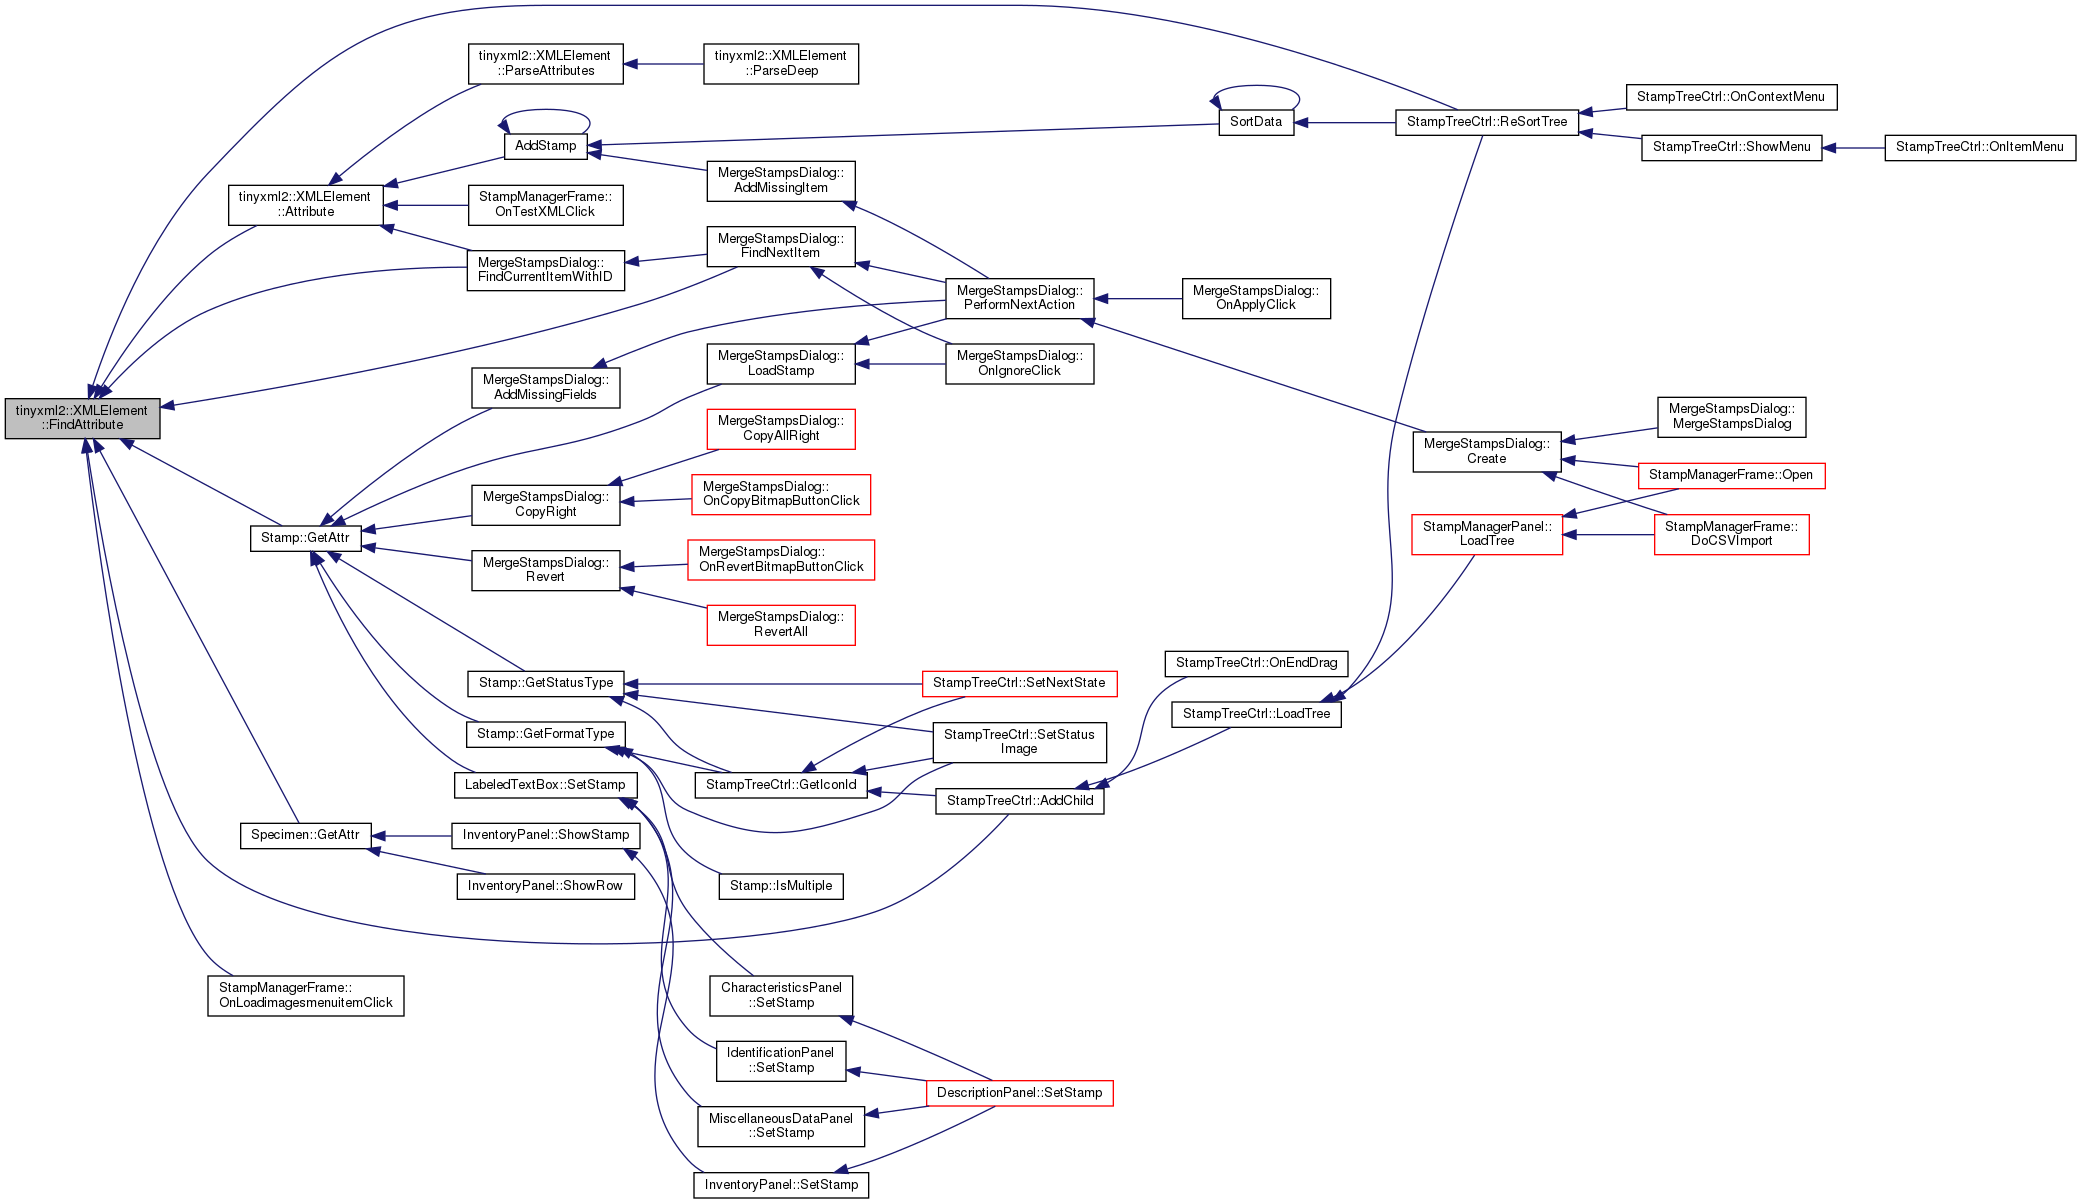 tinyxml2::XMLElement
::FindAttribute
tinyxml2::XMLElement
::Attribute
Stamp::GetAttr
Specimen::GetAttr
StampManagerFrame::
OnLoadimagesmenuitemClick
tinyxml2::XMLElement
::ParseAttributes
AddStamp
StampManagerFrame::
OnTestXMLClick
MergeStampsDialog::
FindCurrentItemWithID
MergeStampsDialog::
AddMissingFields
MergeStampsDialog::
CopyRight
MergeStampsDialog::
Revert
Stamp::GetStatusType
Stamp::GetFormatType
LabeledTextBox::SetStamp
InventoryPanel::ShowStamp
InventoryPanel::ShowRow
tinyxml2::XMLElement
::ParseDeep
MergeStampsDialog::
AddMissingItem
MergeStampsDialog::
FindNextItem
MergeStampsDialog::
LoadStamp
MergeStampsDialog::
CopyAllRight
MergeStampsDialog::
OnCopyBitmapButtonClick
MergeStampsDialog::
OnRevertBitmapButtonClick
MergeStampsDialog::
RevertAll
StampTreeCtrl::GetIconId
Stamp::IsMultiple
CharacteristicsPanel
::SetStamp
IdentificationPanel
::SetStamp
MiscellaneousDataPanel
::SetStamp
InventoryPanel::SetStamp
MergeStampsDialog::
PerformNextAction
MergeStampsDialog::
OnIgnoreClick
StampTreeCtrl::SetNextState
StampTreeCtrl::SetStatus
Image
StampTreeCtrl::AddChild
DescriptionPanel::SetStamp
SortData
MergeStampsDialog::
OnApplyClick
StampTreeCtrl::OnEndDrag
StampTreeCtrl::LoadTree
StampTreeCtrl::ReSortTree
MergeStampsDialog::
Create
StampManagerPanel::
LoadTree
StampTreeCtrl::OnContextMenu
StampTreeCtrl::ShowMenu
MergeStampsDialog::
MergeStampsDialog
StampManagerFrame::Open
StampManagerFrame::
DoCSVImport
StampTreeCtrl::OnItemMenu